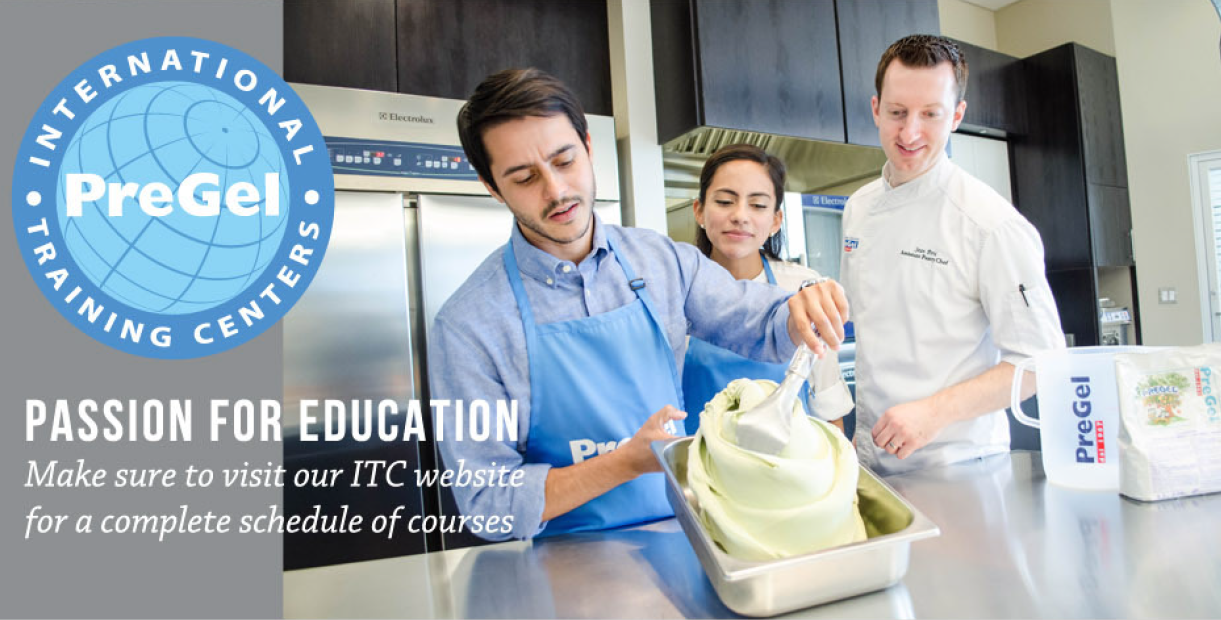 INTERNATIONAL
PreGel
TRAINING CENTERS
PASSION FOR EDUCATION
Make sure to visit our ITC website
for a complete schedule of courses
Electrolux
PreGel
PreGel
PreGel